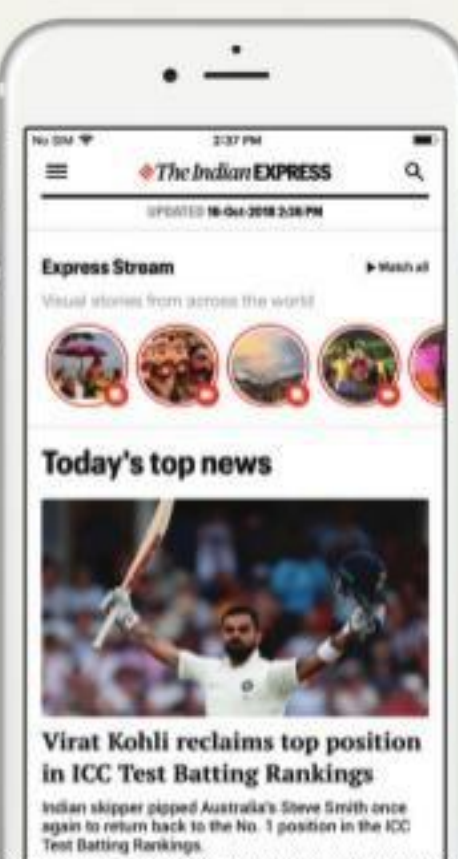 No SIM 2:37 PM
The Indian EXPRESS
UPDATED 16-Oct-2018 2:36 PM
Express Stream ▶ Watch all
Visual stories from across the world
Today's top news
Virat Kohli reclaims top position
in ICC Test Batting Rankings
Indian skipper pipped Australia's Steve Smith once
again to return back to the No. 1 position in the ICC
Test Batting Rankings.